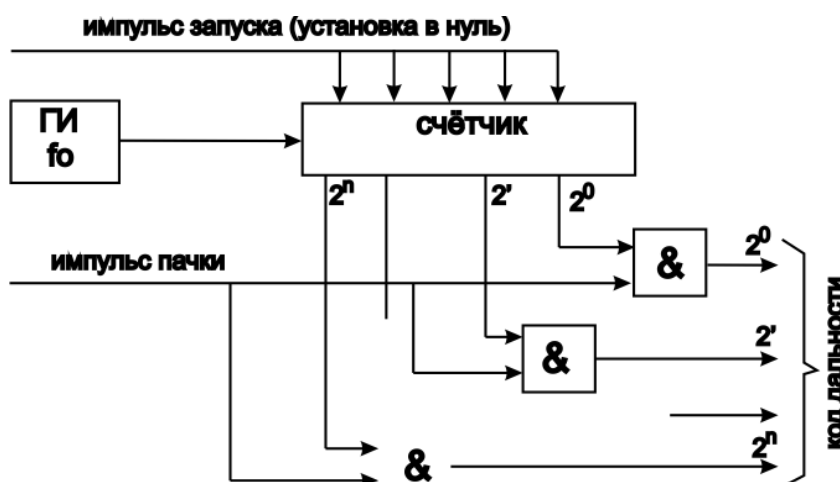 импульс запуска (установка в нуль)
ГИ
fo
счётчик
2ⁿ
2'
2⁰
импульс пачки
&
2⁰
&
2'
&
2ⁿ
код дальности